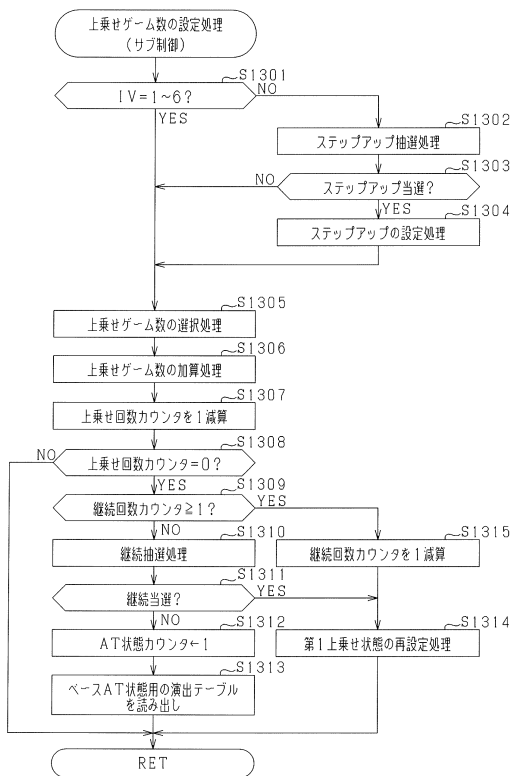 上乗せゲーム数の設定処理
(サブ制御)
S1301
IV=1~6?
NO
YES
S1302
ステップアップ抽選処理
S1303
ステップアップ当選?
NO
YES
S1304
ステップアップの設定処理
S1305
上乗せゲーム数の選択処理
S1306
上乗せゲーム数の加算処理
S1307
上乗せ回数カウンタを1減算
S1308
上乗せ回数カウンタ=0?
NO
YES
S1309
継続回数カウンタ≧1?
YES
NO
S1310
継続抽選処理
S1315
継続回数カウンタを1減算
S1311
継続当選?
YES
NO
S1312
AT状態カウンタ←1
S1314
第1上乗せ状態の再設定処理
S1313
ベースAT状態用の演出テーブル
を読み出し
RET